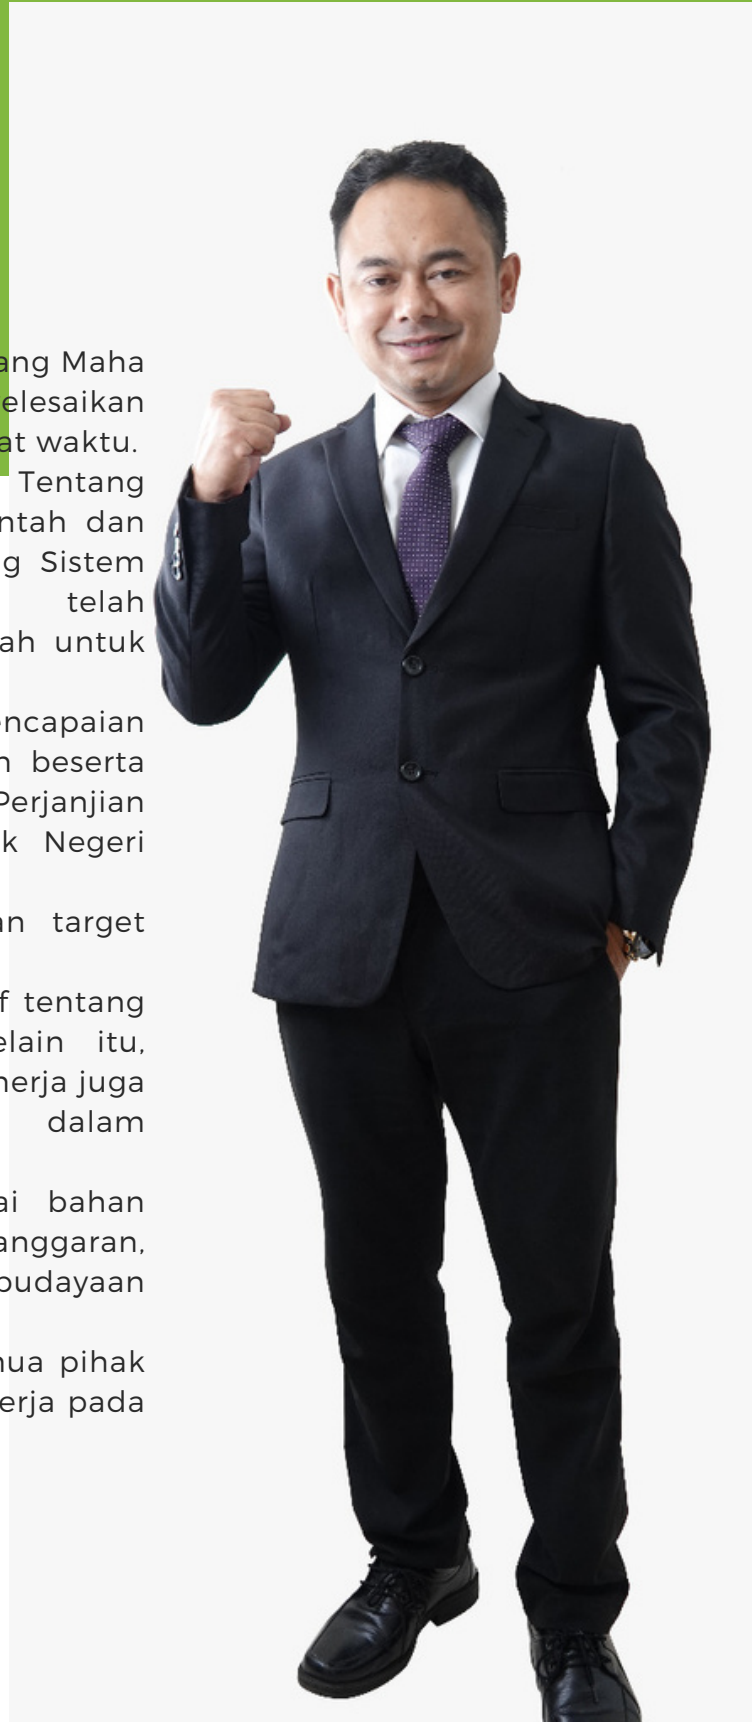 ang Maha
elesaikan
at waktu.
Tentang
ntah dan
g Sistem
telah
ah untuk
encapaian
n beserta
Perjanjian
k Negeri
an target
f tentang
elain itu,
nerja juga
dalam
ai bahan
anggaran,
budayaan
nua pihak
erja pada